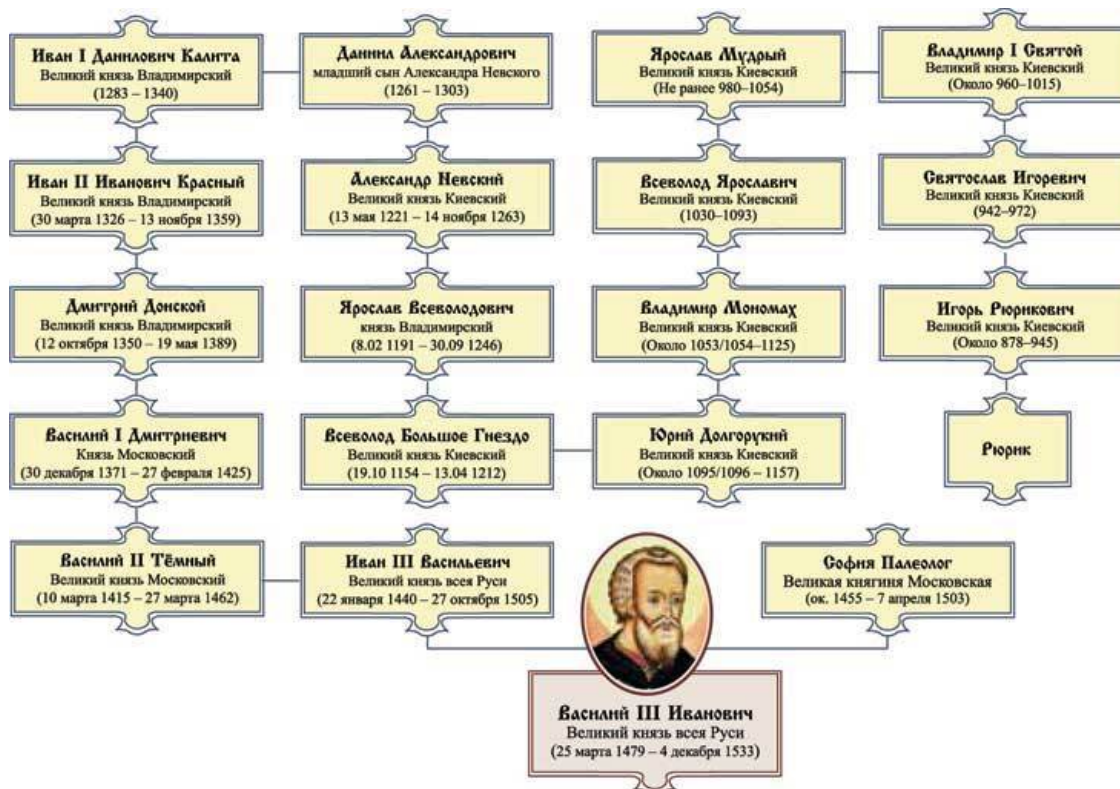 Иван I Данилович Калита
Великий князь Владимирский
(1283 – 1340)
Даниил Александрович
младший сын Александра Невского
(1261 – 1303)
Ярослав Мудрый
Великий князь Киевский
(Не ранее 980–1054)
Владимир I Святой
Великий князь Киевский
(Около 960–1015)
Иван II Иванович Красный
Великий князь Владимирский
(30 марта 1326 – 13 ноября 1359)
Александр Невский
Великий князь Киевский
(13 мая 1221 – 14 ноября 1263)
Всеволод Ярославич
Великий князь Киевский
(1030–1093)
Святослав Игоревич
Великий князь Киевский
(942–972)
Дмитрий Донской
Великий князь Владимирский
(12 октября 1350 – 19 мая 1389)
Ярослав Всеволодович
князь Владимирский
(8.02 1191 – 30.09 1246)
Владимир Мономах
Великий князь Киевский
(Около 1053/1054–1125)
Игорь Рюрикович
Великий князь Киевский
(Около 878–945)
Василий I Дмитриевич
Князь Московский
(30 декабря 1371 – 27 февраля 1425)
Всеволод Большое Гнездо
Великий князь Киевский
(19.10 1154 – 13.04 1212)
Юрий Долгорукий
Великий князь Киевский
(Около 1095/1096 – 1157)
Рюрик
Василий II Тёмный
Великий князь Московский
(10 марта 1415 – 27 марта 1462)
Иван III Васильевич
Великий князь всея Руси
(22 января 1440 – 27 октября 1505)
София Палеолог
Великая княгиня Московская
(ок. 1455 – 7 апреля 1503)
Василий III Иванович
Великий князь всея Руси
(25 марта 1479 – 4 декабря 1533)